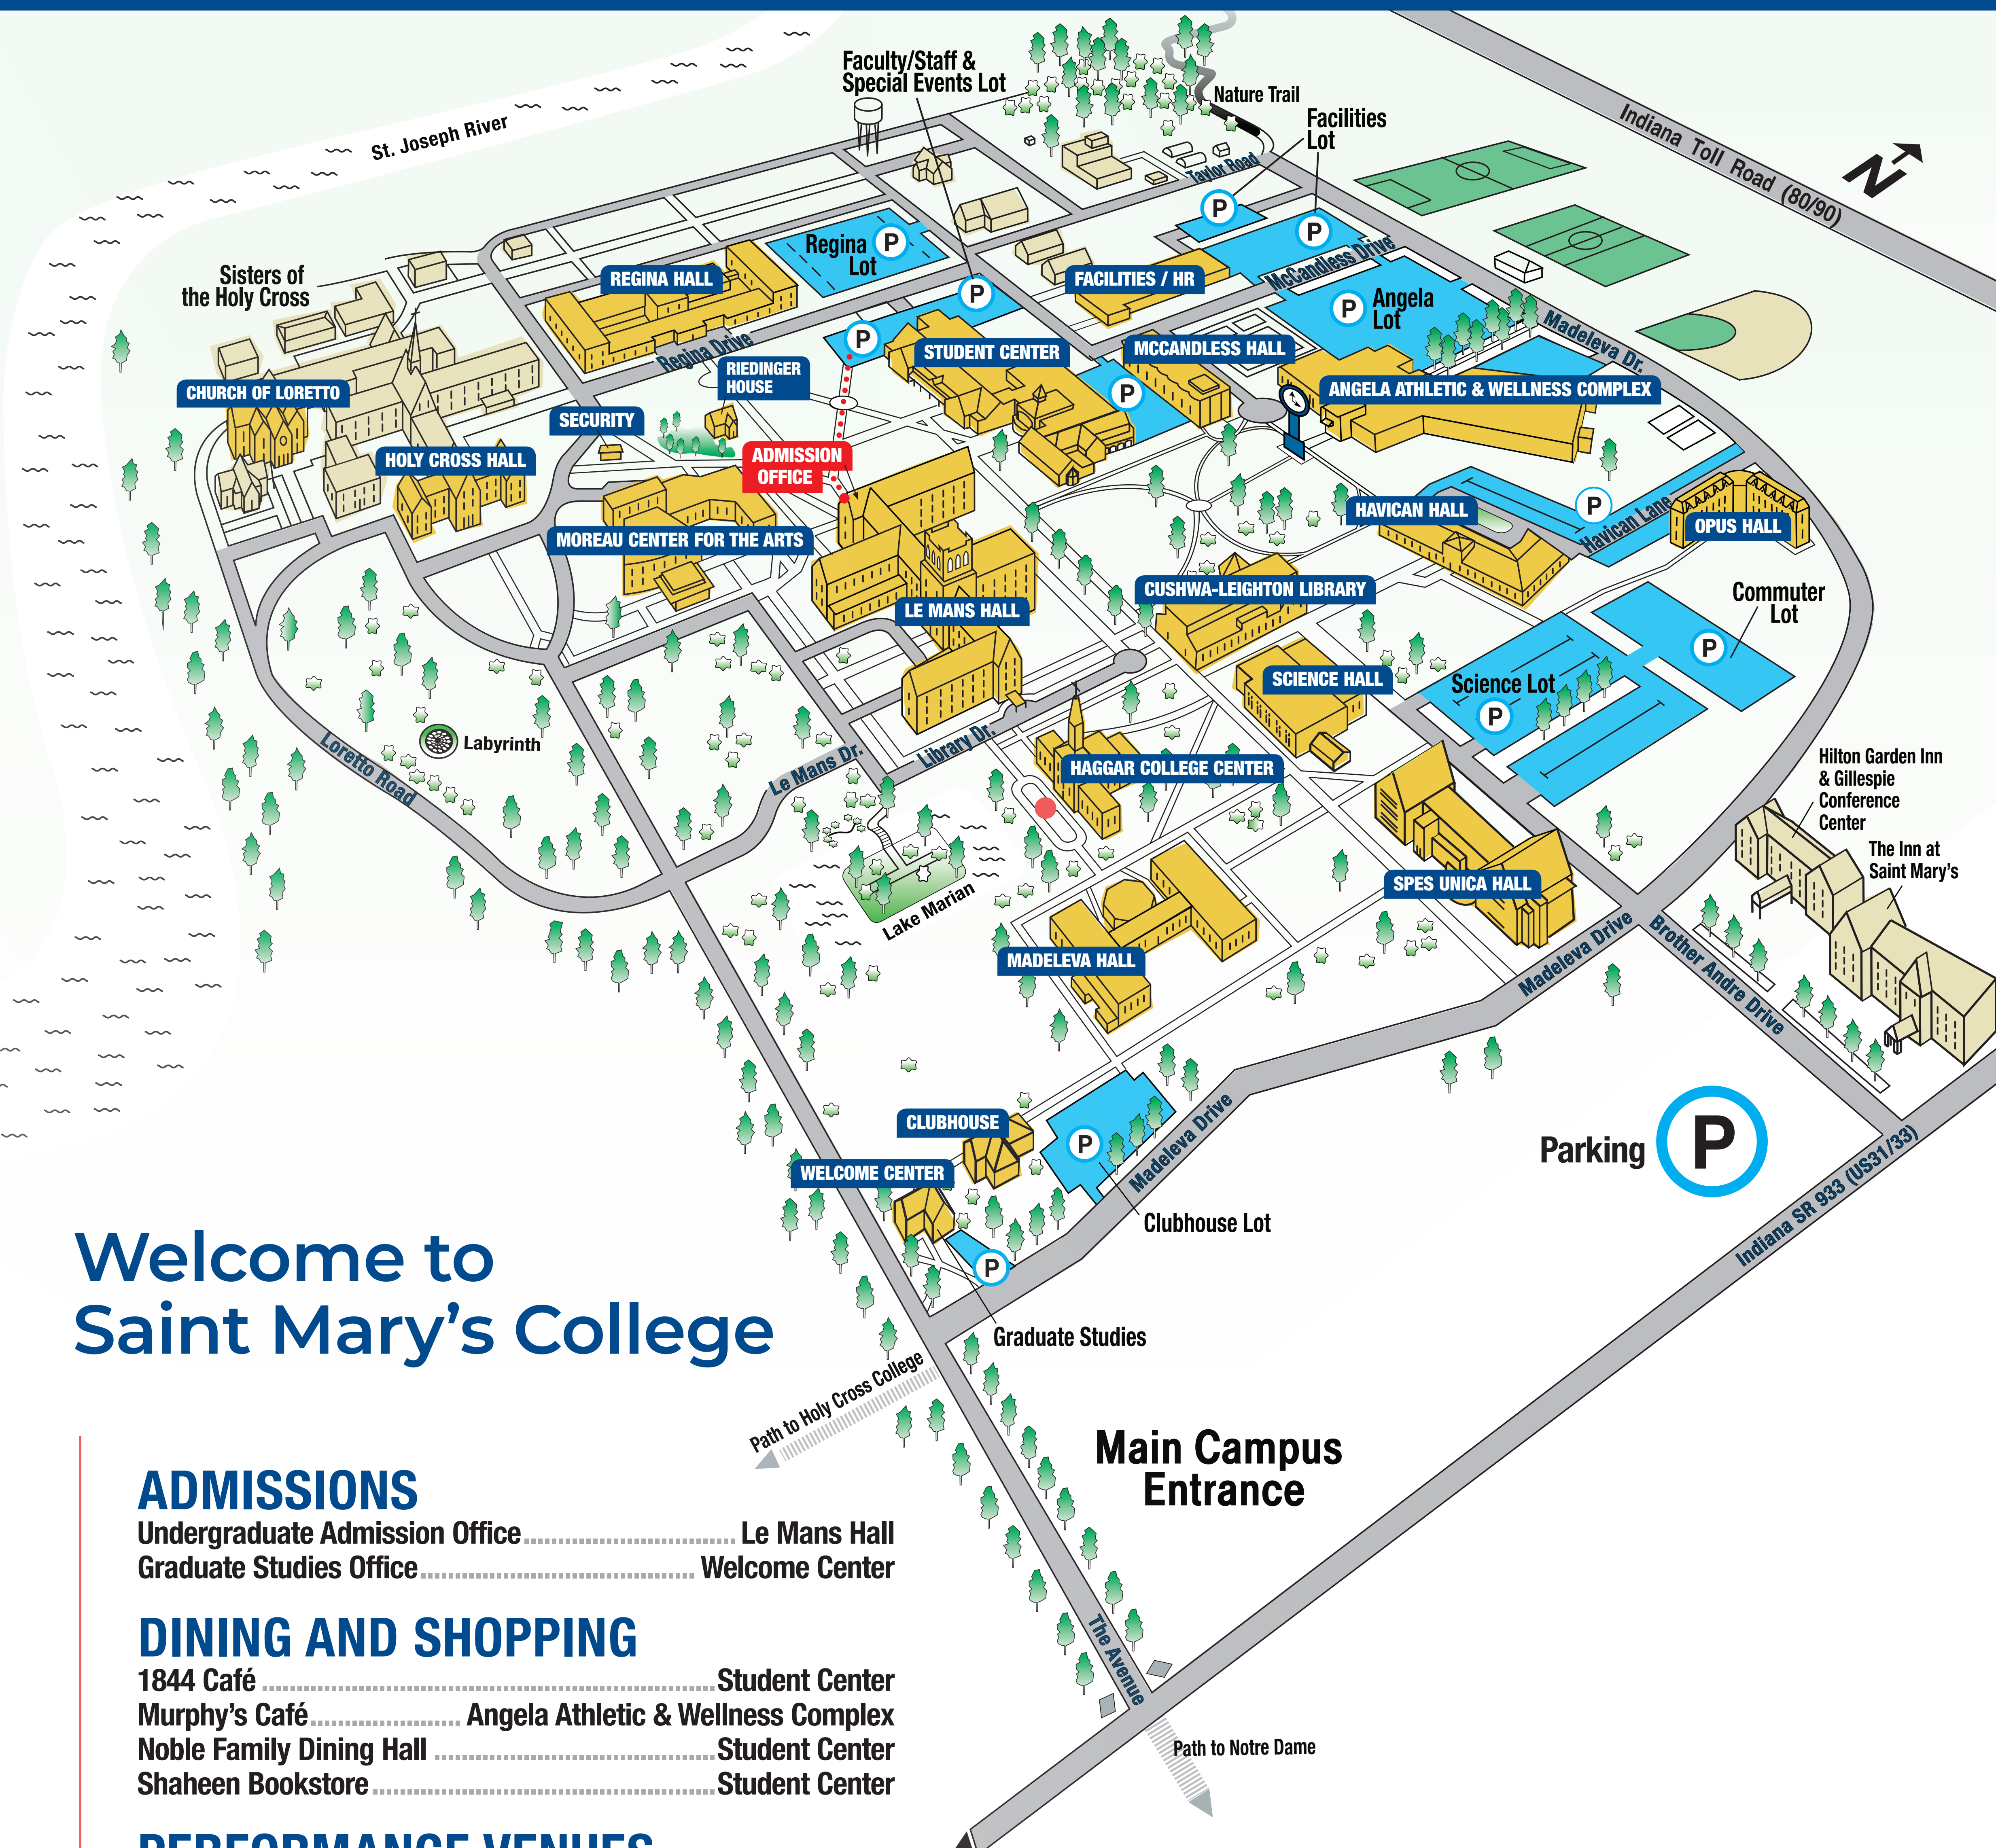 Faculty/Staff &
Special Events Lot
Nature Trail
Facilities
Lot
Indiana Toll Road (80/90)
N
St. Joseph River
Taylor Road
P
P
Regina
Lot
P
McCandless Drive
Sisters of
the Holy Cross
REGINA HALL
FACILITIES / HR
P
P
Angela
Lot
Madeleva Dr.
Regina Drive
P
STUDENT CENTER
MCCANDLESS HALL
RIEDINGER
HOUSE
CHURCH OF LORETTO
P
ANGELA ATHLETIC & WELLNESS COMPLEX
SECURITY
HOLY CROSS HALL
ADMISSION
OFFICE
P
HAVICAN HALL
Havican Lane
OPUS HALL
MOREAU CENTER FOR THE ARTS
LE MANS HALL
CUSHWA-LEIGHTON LIBRARY
Commuter
Lot
P
SCIENCE HALL
Science Lot
P
Labyrinth
Loretto Road
Le Mans Dr.
Library Dr.
HAGGAR COLLEGE CENTER
Hilton Garden Inn
& Gillespie
Conference
Center
The Inn at
Saint Mary's
SPES UNICA HALL
Lake Marian
MADELEVA HALL
Madeleva Drive
Brother Andre Drive
CLUBHOUSE
P
Madeleva Drive
Parking P
WELCOME CENTER
Clubhouse Lot
Indiana SR 933 (US31/33)
P
Graduate Studies
Welcome to
Saint Mary's College
Path to Holy Cross College
Main Campus
Entrance
The Avenue
Path to Notre Dame
ADMISSIONS
Undergraduate Admission Office Le Mans Hall
Graduate Studies Office Welcome Center
DINING AND SHOPPING
1844 Café Student Center
Murphy's Café Angela Athletic & Wellness Complex
Noble Family Dining Hall Student Center
Shaheen Bookstore Student Center
PERFORMANCE VENUES